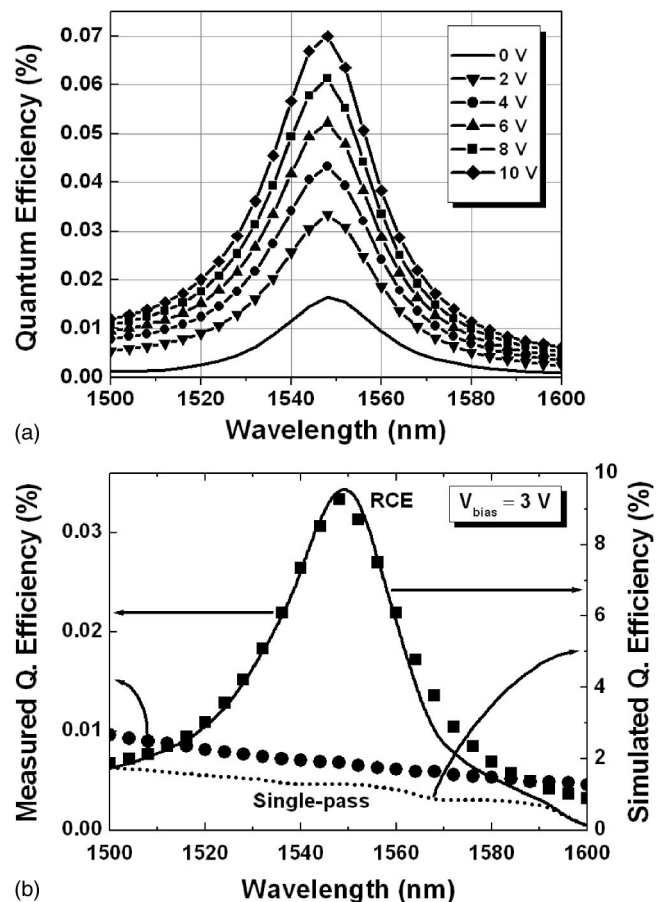 0.07
0.06
0.05
0.04
0.03
0.02
0.01
0.00
Quantum Efficiency (%)
0 V
2 V
4 V
6 V
8 V
10 V
1500 1520 1540 1560 1580 1600
Wavelength (nm)
(a)
0.03
0.02
0.01
0.00
Measured Q. Efficiency (%)
RCE
V_bias = 3 V
Single-pass
10
8
6
4
2
0
Simulated Q. Efficiency (%)
1500 1520 1540 1560 1580 1600
Wavelength (nm)
(b)